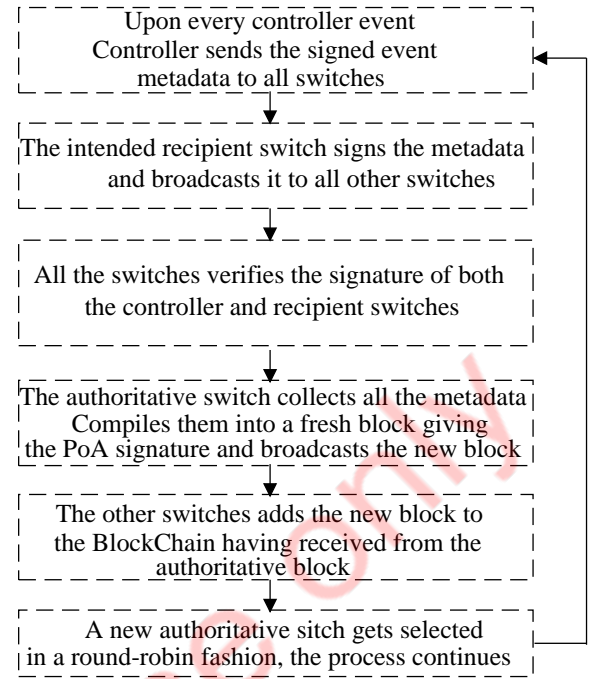 Upon every controller event
Controller sends the signed event
metadata to all switches
The intended recipient switch signs the metadata
and broadcasts it to all other switches
All the switches verifies the signature of both
the controller and recipient switches
The authoritative switch collects all the metadata
Compiles them into a fresh block giving
the PoA signature and broadcasts the new block
The other switches adds the new block to
the BlockChain having received from the
authoritative block
A new authoritative sitch gets selected
in a round-robin fashion, the process continues
e only